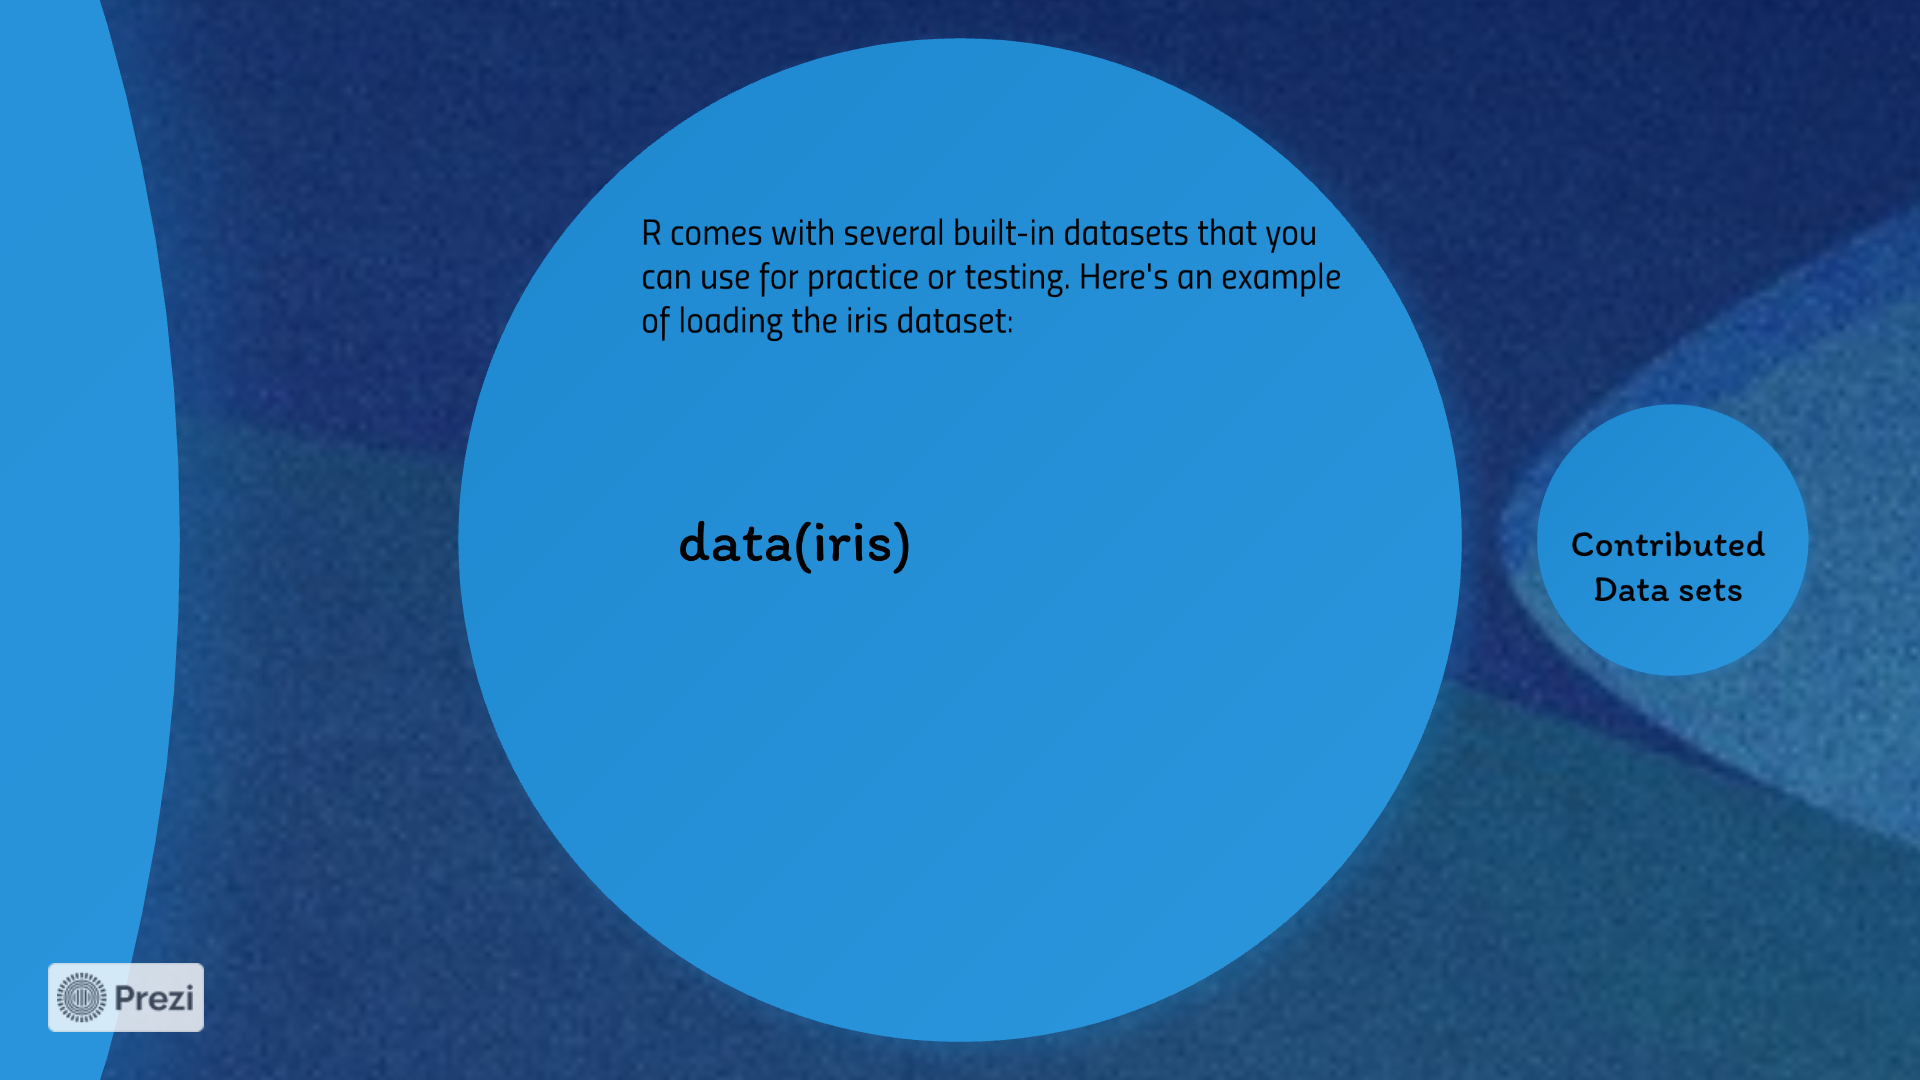 R comes with several built-in datasets that you
can use for practice or testing. Here's an example
of loading the iris dataset:
data(iris)
Contributed
Data sets
Prezi